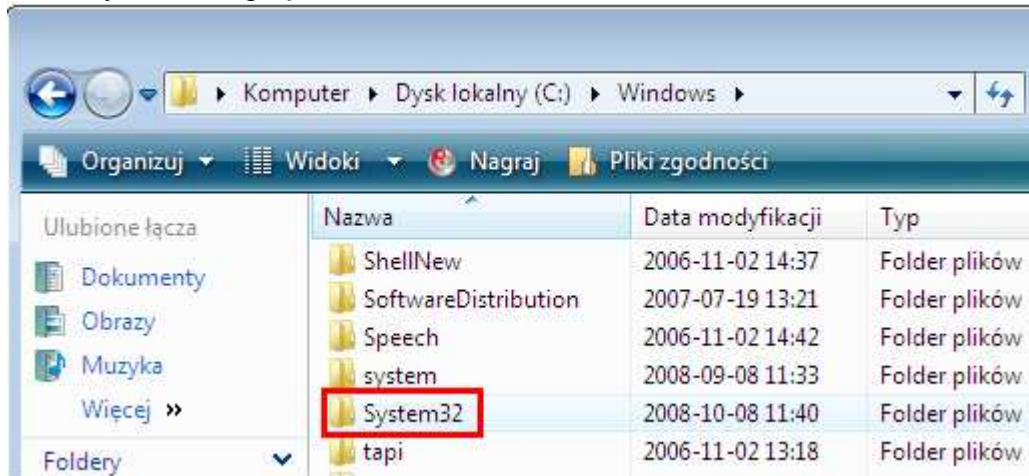 Komputer Dysk lokalny (C:) Windows
Organizuj Widoki Nagraj Pliki zgodności
Ulubione łącza
Dokumenty
Obrazy
Muzyka
Więcej »
Foldery
Nazwa Data modyfikacji Typ
ShellNew 2006-11-02 14:37 Folder plików
SoftwareDistribution 2007-07-19 13:21 Folder plików
Speech 2006-11-02 14:42 Folder plików
system 2008-09-08 11:33 Folder plików
System32 2008-10-08 11:40 Folder plików
tapi 2006-11-02 13:18 Folder plików